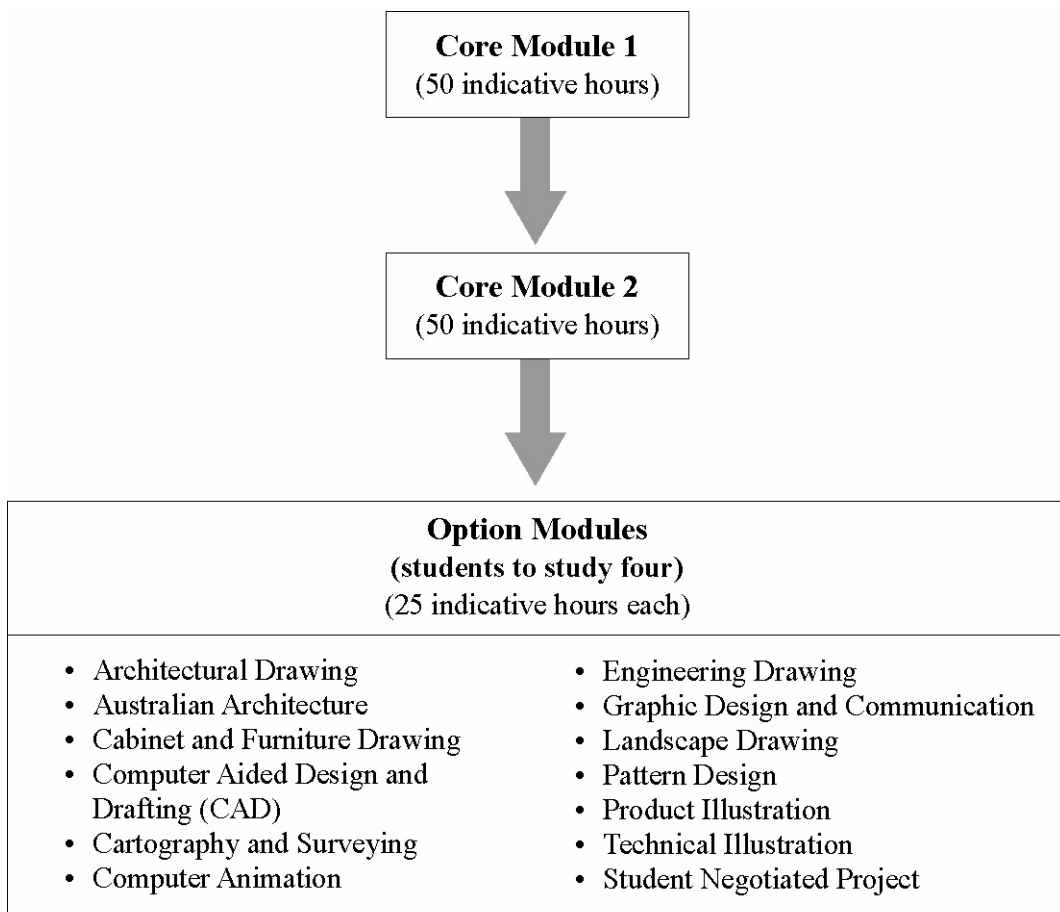 Core Module 1
(50 indicative hours)
Core Module 2
(50 indicative hours)
Option Modules
(students to study four)
(25 indicative hours each)
• Architectural Drawing
• Australian Architecture
• Cabinet and Furniture Drawing
• Computer Aided Design and
Drafting (CAD)
• Cartography and Surveying
• Computer Animation
• Engineering Drawing
• Graphic Design and Communication
• Landscape Drawing
• Pattern Design
• Product Illustration
• Technical Illustration
• Student Negotiated Project